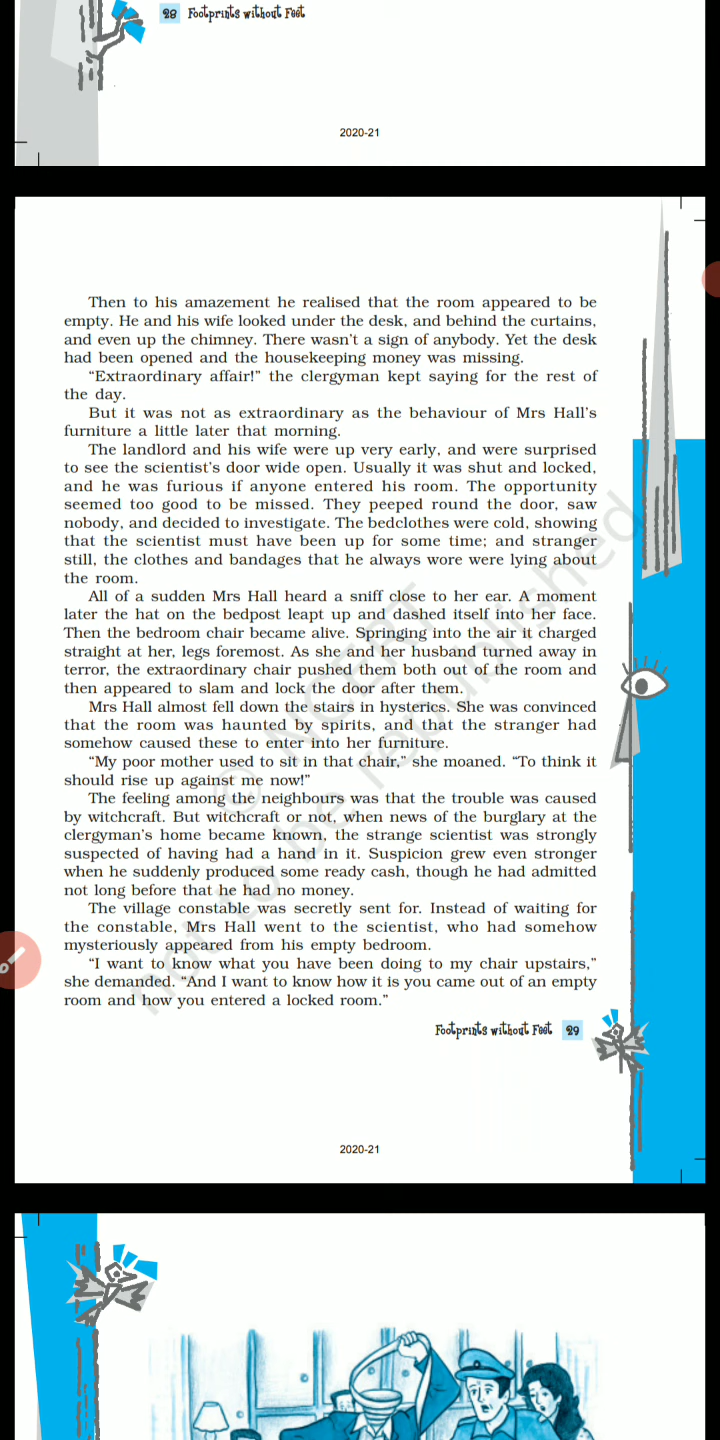 28 Footprints without Feet
2020-21
Then to his amazement he realised that the room appeared to be
empty. He and his wife looked under the desk, and behind the curtains,
and even up the chimney. There wasn’t a sign of anybody. Yet the desk
had been opened and the housekeeping money was missing.
“Extraordinary affair!” the clergyman kept saying for the rest of
the day.
But it was not as extraordinary as the behaviour of Mrs Hall’s
furniture a little later that morning.
The landlord and his wife were up very early, and were surprised
to see the scientist’s door wide open. Usually it was shut and locked,
and he was furious if anyone entered his room. The opportunity
seemed too good to be missed. They peeped round the door, saw
nobody, and decided to investigate. The bedclothes were cold, showing
that the scientist must have been up for some time; and stranger
still, the clothes and bandages that he always wore were lying about
the room.
All of a sudden Mrs Hall heard a sniff close to her ear. A moment
later the hat on the bedpost leapt up and dashed itself into her face.
Then the bedroom chair became alive. Springing into the air it charged
straight at her, legs foremost. As she and her husband turned away in
terror, the extraordinary chair pushed them both out of the room and
then appeared to slam and lock the door after them.
Mrs Hall almost fell down the stairs in hysterics. She was convinced
that the room was haunted by spirits, and that the stranger had
somehow caused these to enter into her furniture.
“My poor mother used to sit in that chair,” she moaned. “To think it
should rise up against me now!”
The feeling among the neighbours was that the trouble was caused
by witchcraft. But witchcraft or not, when news of the burglary at the
clergyman’s home became known, the strange scientist was strongly
suspected of having had a hand in it. Suspicion grew even stronger
when he suddenly produced some ready cash, though he had admitted
not long before that he had no money.
The village constable was secretly sent for. Instead of waiting for
the constable, Mrs Hall went to the scientist, who had somehow
mysteriously appeared from his empty bedroom.
“I want to know what you have been doing to my chair upstairs,”
she demanded. “And I want to know how it is you came out of an empty
room and how you entered a locked room.”
© NCERT
not to be republished
Footprints without Feet 29
2020-21